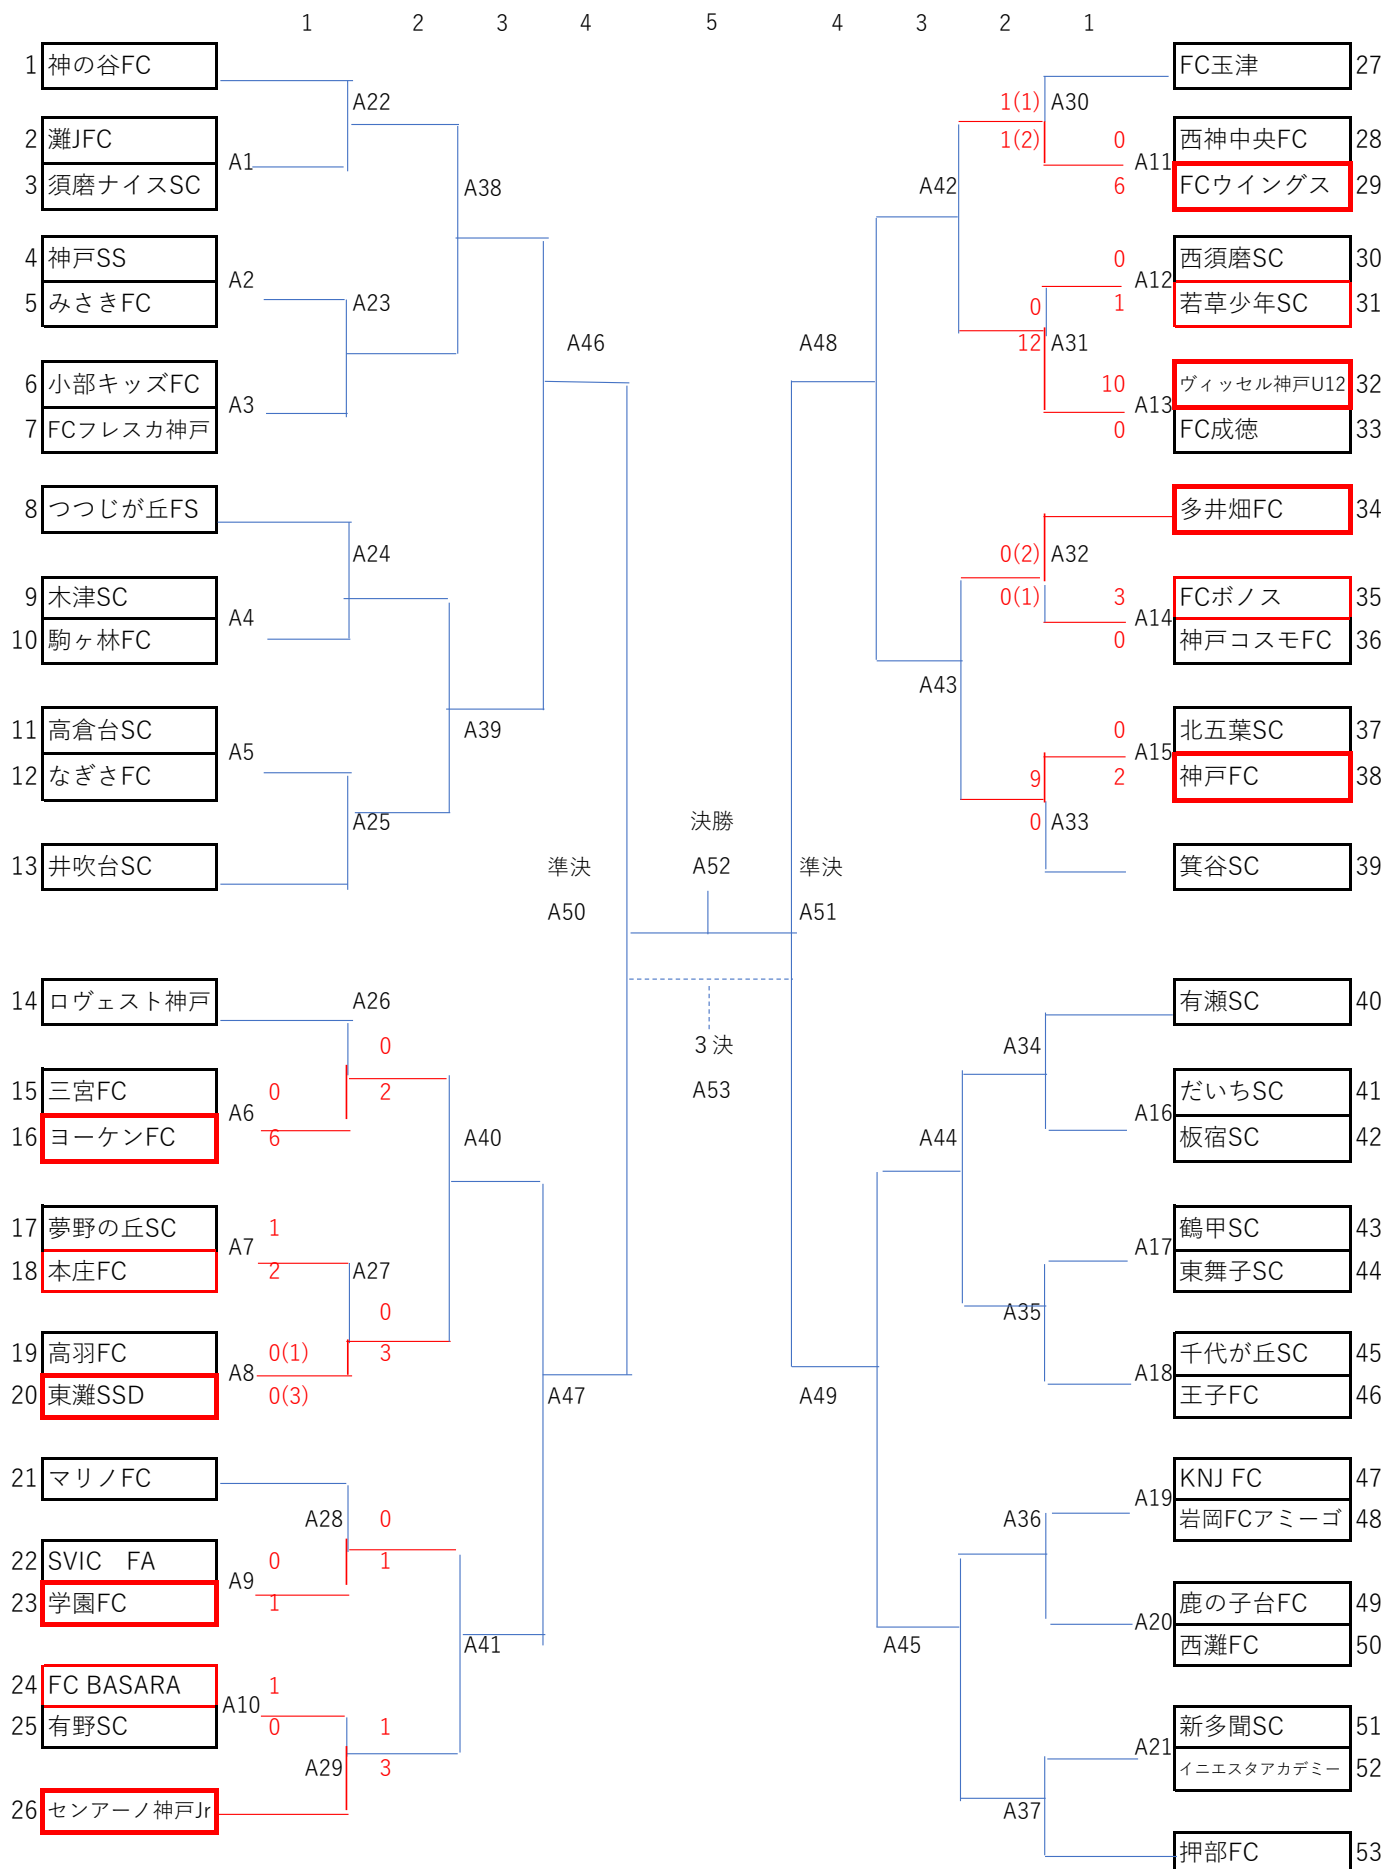 1 2 3 4 5 4 3 2 1
1 神の谷FC
A22
2 灘JFC
A1
3 須磨ナイスSC
A38
4 神戸SS
A2
5 みさきFC
A23
A46
6 小部キッズFC
A3
7 FCフレスカ神戸
8 つつじが丘FS
A24
9 木津SC
A4
10 駒ヶ林FC
A39
11 高倉台SC
A5
12 なぎさFC
A25
13 井吹台SC
準決
A50
決勝
A52
準決
A51
14 ロヴェスト神戸
A26
0
2
15 三宮FC
0
A6
16 ヨーケンFC
6
A40
17 夢野の丘SC
1
A7
18 本庄FC
2
A27
0
3
19 高羽FC
0(1)
A8
20 東灘SSD
0(3)
A47
21 マリノFC
A28
0
1
22 SVIC　FA
0
A9
23 学園FC
1
A41
24 FC BASARA
1
A10
25 有野SC
0
A29
1
3
26 センアーノ神戸Jr
3決
A53
FC玉津 27
1(1) A30
1(2)
0 西神中央FC 28
A11
6 FCウイングス 29
A42
0 西須磨SC 30
A12
1 若草少年SC 31
0
12 A31
A48
10 ヴィッセル神戸U12 32
A13
0 FC成徳 33
多井畑FC 34
0(2) A32
0(1)
3 FCボノス 35
A14
0 神戸コスモFC 36
A43
0 北五葉SC 37
A15
2 神戸FC 38
9
0 A33
箕谷SC 39
有瀬SC 40
A34
だいちSC 41
A16
板宿SC 42
A44
鶴甲SC 43
A17
東舞子SC 44
A35
千代が丘SC 45
A18
王子FC 46
A49
KNJ FC 47
A19
岩岡FCアミーゴ 48
A36
鹿の子台FC 49
A20
西灘FC 50
A45
新多聞SC 51
A21
イニエスタアカデミー 52
A37
押部FC 53